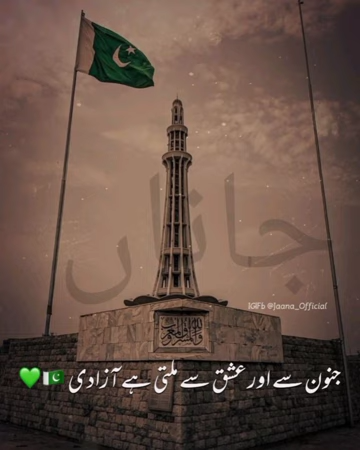 جاناں
IG|Fb @Jaana_Official
جنون سے اور عشق سے ملتی ہے آزادی 🇵🇰💚